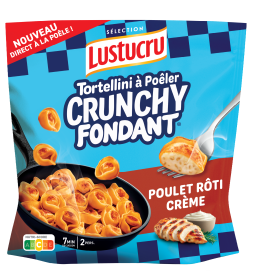 SÉLECTION
NOUVEAU
DIRECT À LA POÊLE !
LUSTUCRU
Tortellini à Poêler
CRUNCHY
FONDANT
POULET RÔTI
CRÈME
7 MIN
2 PERS.